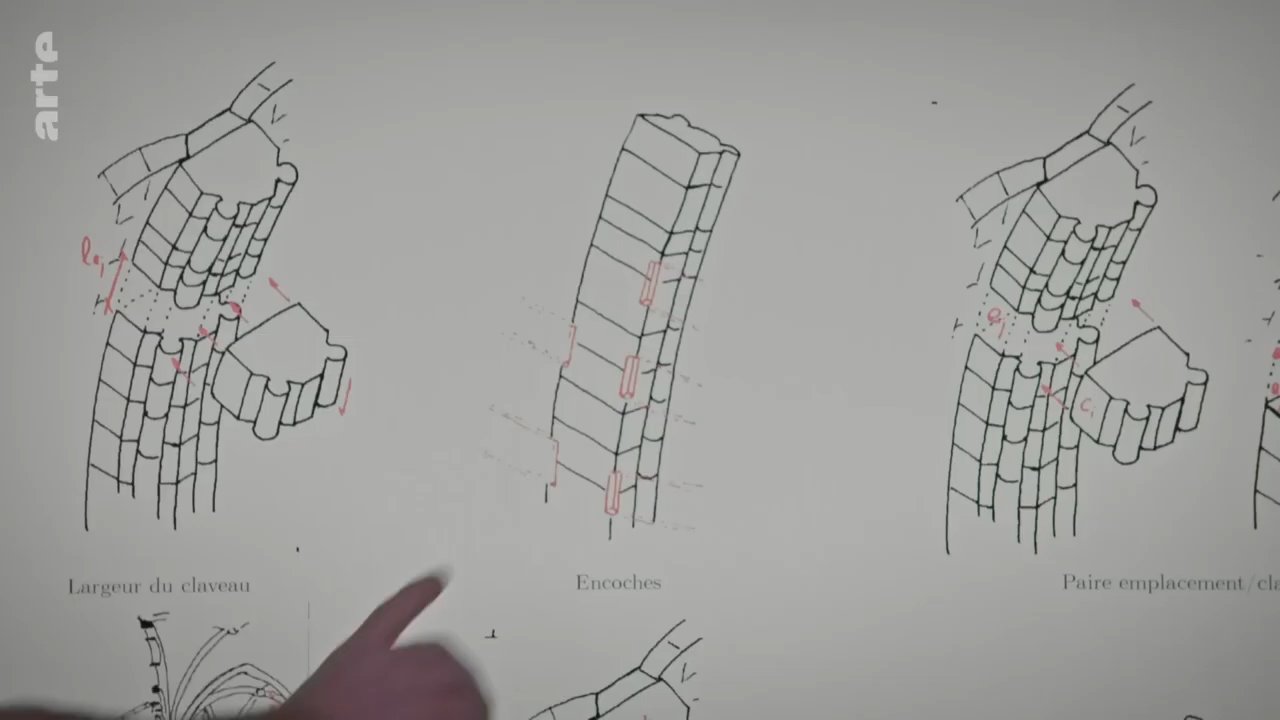 arte
Largeur du claveau
Encoches
Paire emplacement/cla